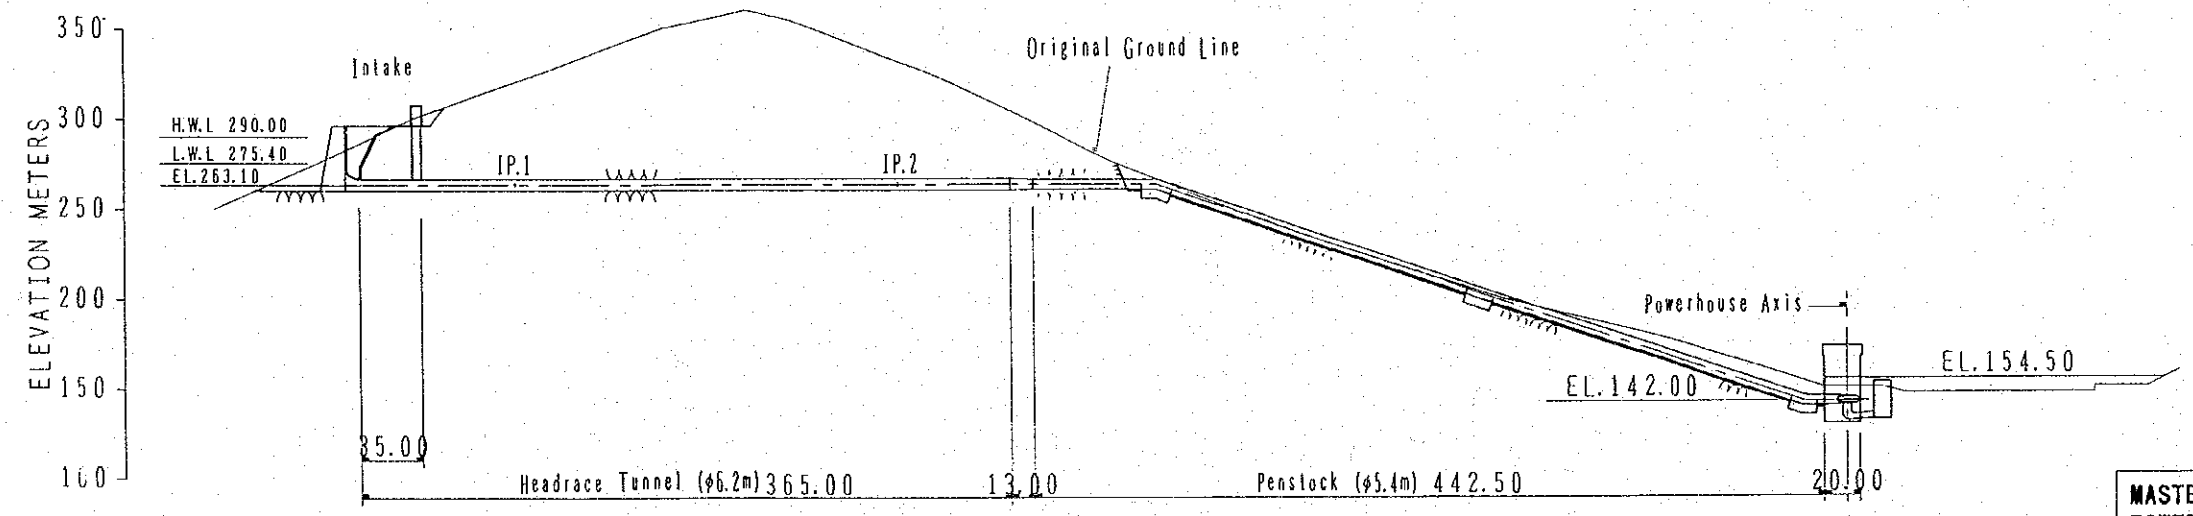 350
Intake
Original Ground Line
300
H.W.L 290.00
L.W.L 275.40
EL.263.10
IP.1
IP.2
ELEVATION METERS
250
200
Powerhouse Axis
150
EL.142.00
EL.154.50
35.00
100
Headrace Tunnel (φ6.2m) 365.00
13.00
Penstock (φ5.4m) 442.50
20.00
MASTE